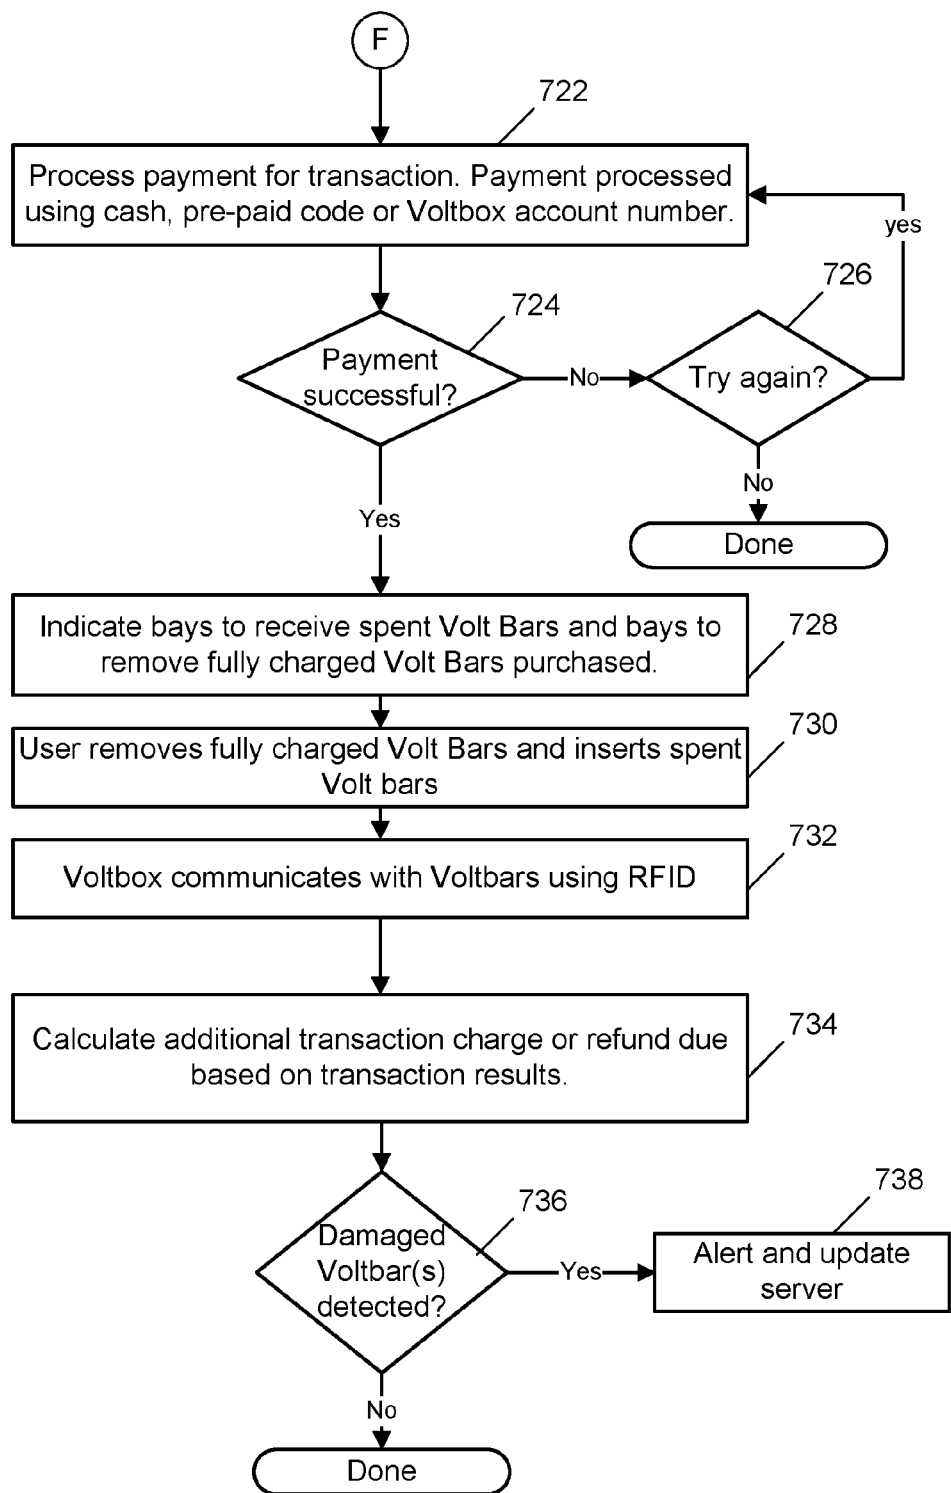 F
722
Process payment for transaction. Payment processed
using cash, pre-paid code or Voltbox account number.
yes
724
726
Payment
successful?
No
Try again?
No
Yes
Done
Indicate bays to receive spent Volt Bars and bays to
remove fully charged Volt Bars purchased.
728
User removes fully charged Volt Bars and inserts spent
Volt bars
730
Voltbox communicates with Voltbars using RFID
732
Calculate additional transaction charge or refund due
based on transaction results.
734
736
Damaged
Voltbar(s)
detected?
Yes
738
Alert and update
server
No
Done